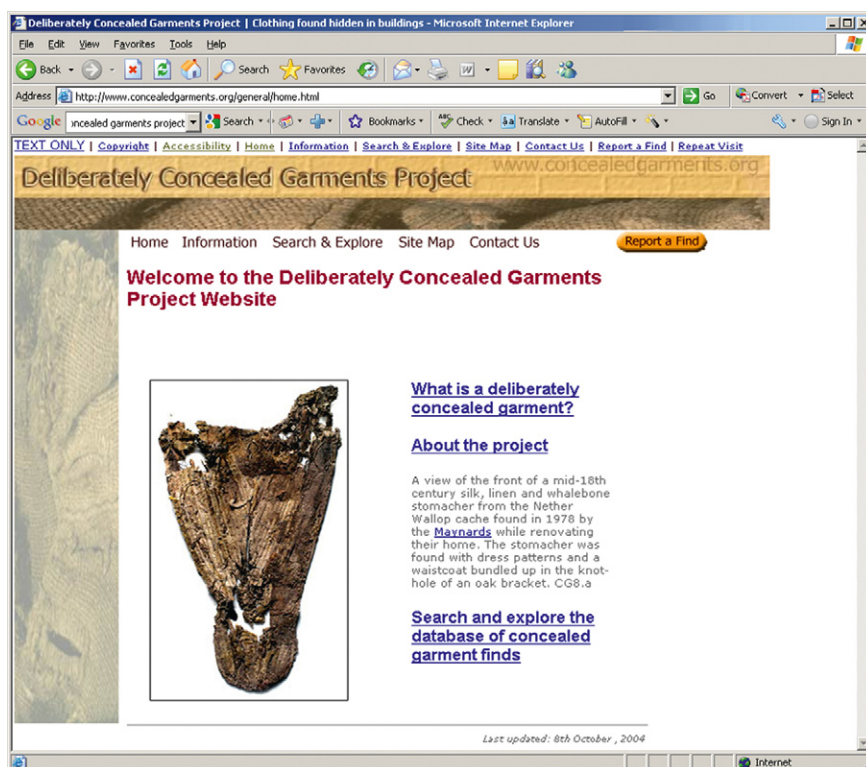 Deliberately Concealed Garments Project | Clothing found hidden in buildings - Microsoft Internet Explorer
File Edit View Favorites Tools Help
Back Search Favorites
Address http://www.concealedgarments.org/general/home.html Go Convert Select
Google ncealed garments project Search Bookmarks ABC Check Translate AutoFill Sign In
TEXT ONLY | Copyright | Accessibility | Home | Information | Search & Explore | Site Map | Contact Us | Report a Find | Repeat Visit
www.concealedgarments.org
Deliberately Concealed Garments Project
Home Information Search & Explore Site Map Contact Us Report a Find
Welcome to the Deliberately Concealed Garments
Project Website
What is a deliberately
concealed garment?
About the project
A view of the front of a mid-18th
century silk, linen and whalebone
stomacher from the Nether
Wallop cache found in 1978 by
the Maynards while renovating
their home. The stomacher was
found with dress patterns and a
waistcoat bundled up in the knot-
hole of an oak bracket. CG8.a
Search and explore the
database of concealed
garment finds
Last updated: 8th October , 2004
Internet